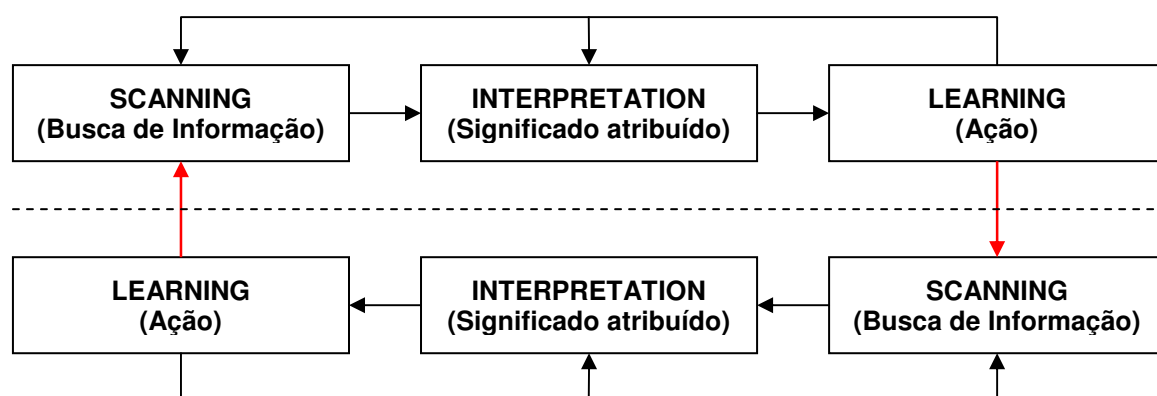 SCANNING
(Busca de Informação)
INTERPRETATION
(Significado atribuído)
LEARNING
(Ação)
LEARNING
(Ação)
INTERPRETATION
(Significado atribuído)
SCANNING
(Busca de Informação)